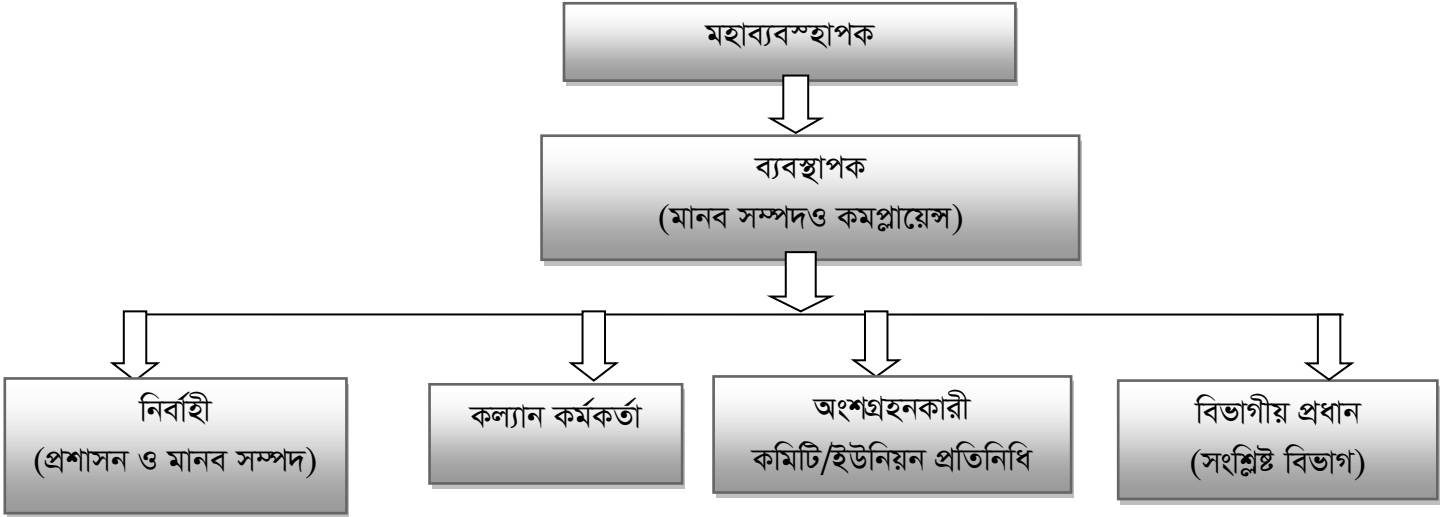 মহাব্যবস্হাপক
ব্যবস্থাপক
(মানব সম্পদও কমপ্লায়েন্স)
নির্বাহী
(প্রশাসন ও মানব সম্পদ)
কল্যান কর্মকর্তা
অংশগ্রহনকারী
কমিটি/ইউনিয়ন প্রতিনিধি
বিভাগীয় প্রধান
(সংশ্লিষ্ট বিভাগ)